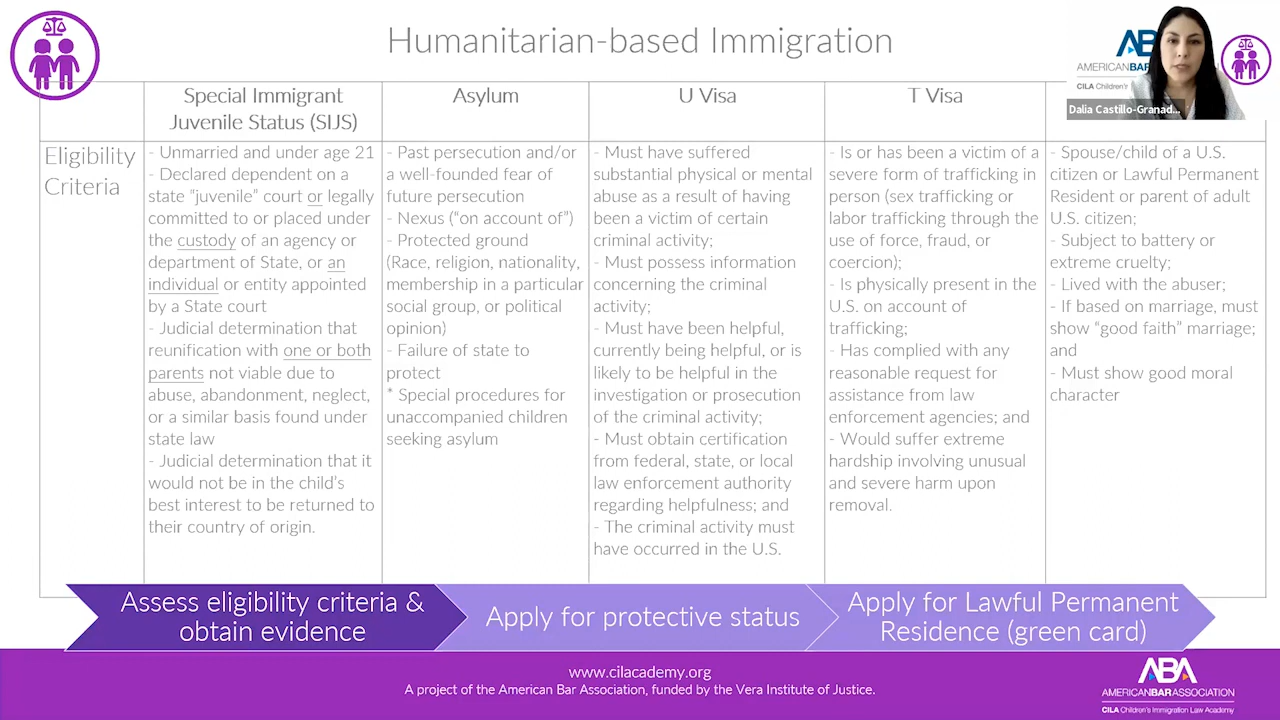 Humanitarian-based Immigration
AB
AMERICANBAR
CILA Children's
Dalia Castillo-Granad...
Special Immigrant
Juvenile Status (SIJS)
Asylum
U Visa
T Visa
Eligibility
Criteria
- Unmarried and under age 21
- Declared dependent on a
state "juvenile" court or legally
committed to or placed under
the custody of an agency or
department of State, or an
individual or entity appointed
by a State court
- Judicial determination that
reunification with one or both
parents not viable due to
abuse, abandonment, neglect,
or a similar basis found under
state law
- Judicial determination that it
would not be in the child's
best interest to be returned to
their country of origin.
- Past persecution and/or
a well-founded fear of
future persecution
- Nexus ("on account of")
- Protected ground
(Race, religion, nationality,
membership in a particular
social group, or political
opinion)
- Failure of state to
protect
* Special procedures for
unaccompanied children
seeking asylum
- Must have suffered
substantial physical or mental
abuse as a result of having
been a victim of certain
criminal activity;
- Must possess information
concerning the criminal
activity;
- Must have been helpful,
currently being helpful, or is
likely to be helpful in the
investigation or prosecution
of the criminal activity;
- Must obtain certification
from federal, state, or local
law enforcement authority
regarding helpfulness; and
- The criminal activity must
have occurred in the U.S.
- Is or has been a victim of a
severe form of trafficking in
person (sex trafficking or
labor trafficking through the
use of force, fraud, or
coercion);
- Is physically present in the
U.S. on account of
trafficking;
- Has complied with any
reasonable request for
assistance from law
enforcement agencies; and
- Would suffer extreme
hardship involving unusual
and severe harm upon
removal.
- Spouse/child of a U.S.
citizen or Lawful Permanent
Resident or parent of adult
U.S. citizen;
- Subject to battery or
extreme cruelty;
- Lived with the abuser;
- If based on marriage, must
show "good faith" marriage;
and
- Must show good moral
character
Assess eligibility criteria &
obtain evidence
Apply for protective status
Apply for Lawful Permanent
Residence (green card)
www.cilacademy.org
A project of the American Bar Association, funded by the Vera Institute of Justice.
ABA
AMERICANBARASSOCIATION
CILA Children's Immigration Law Academy